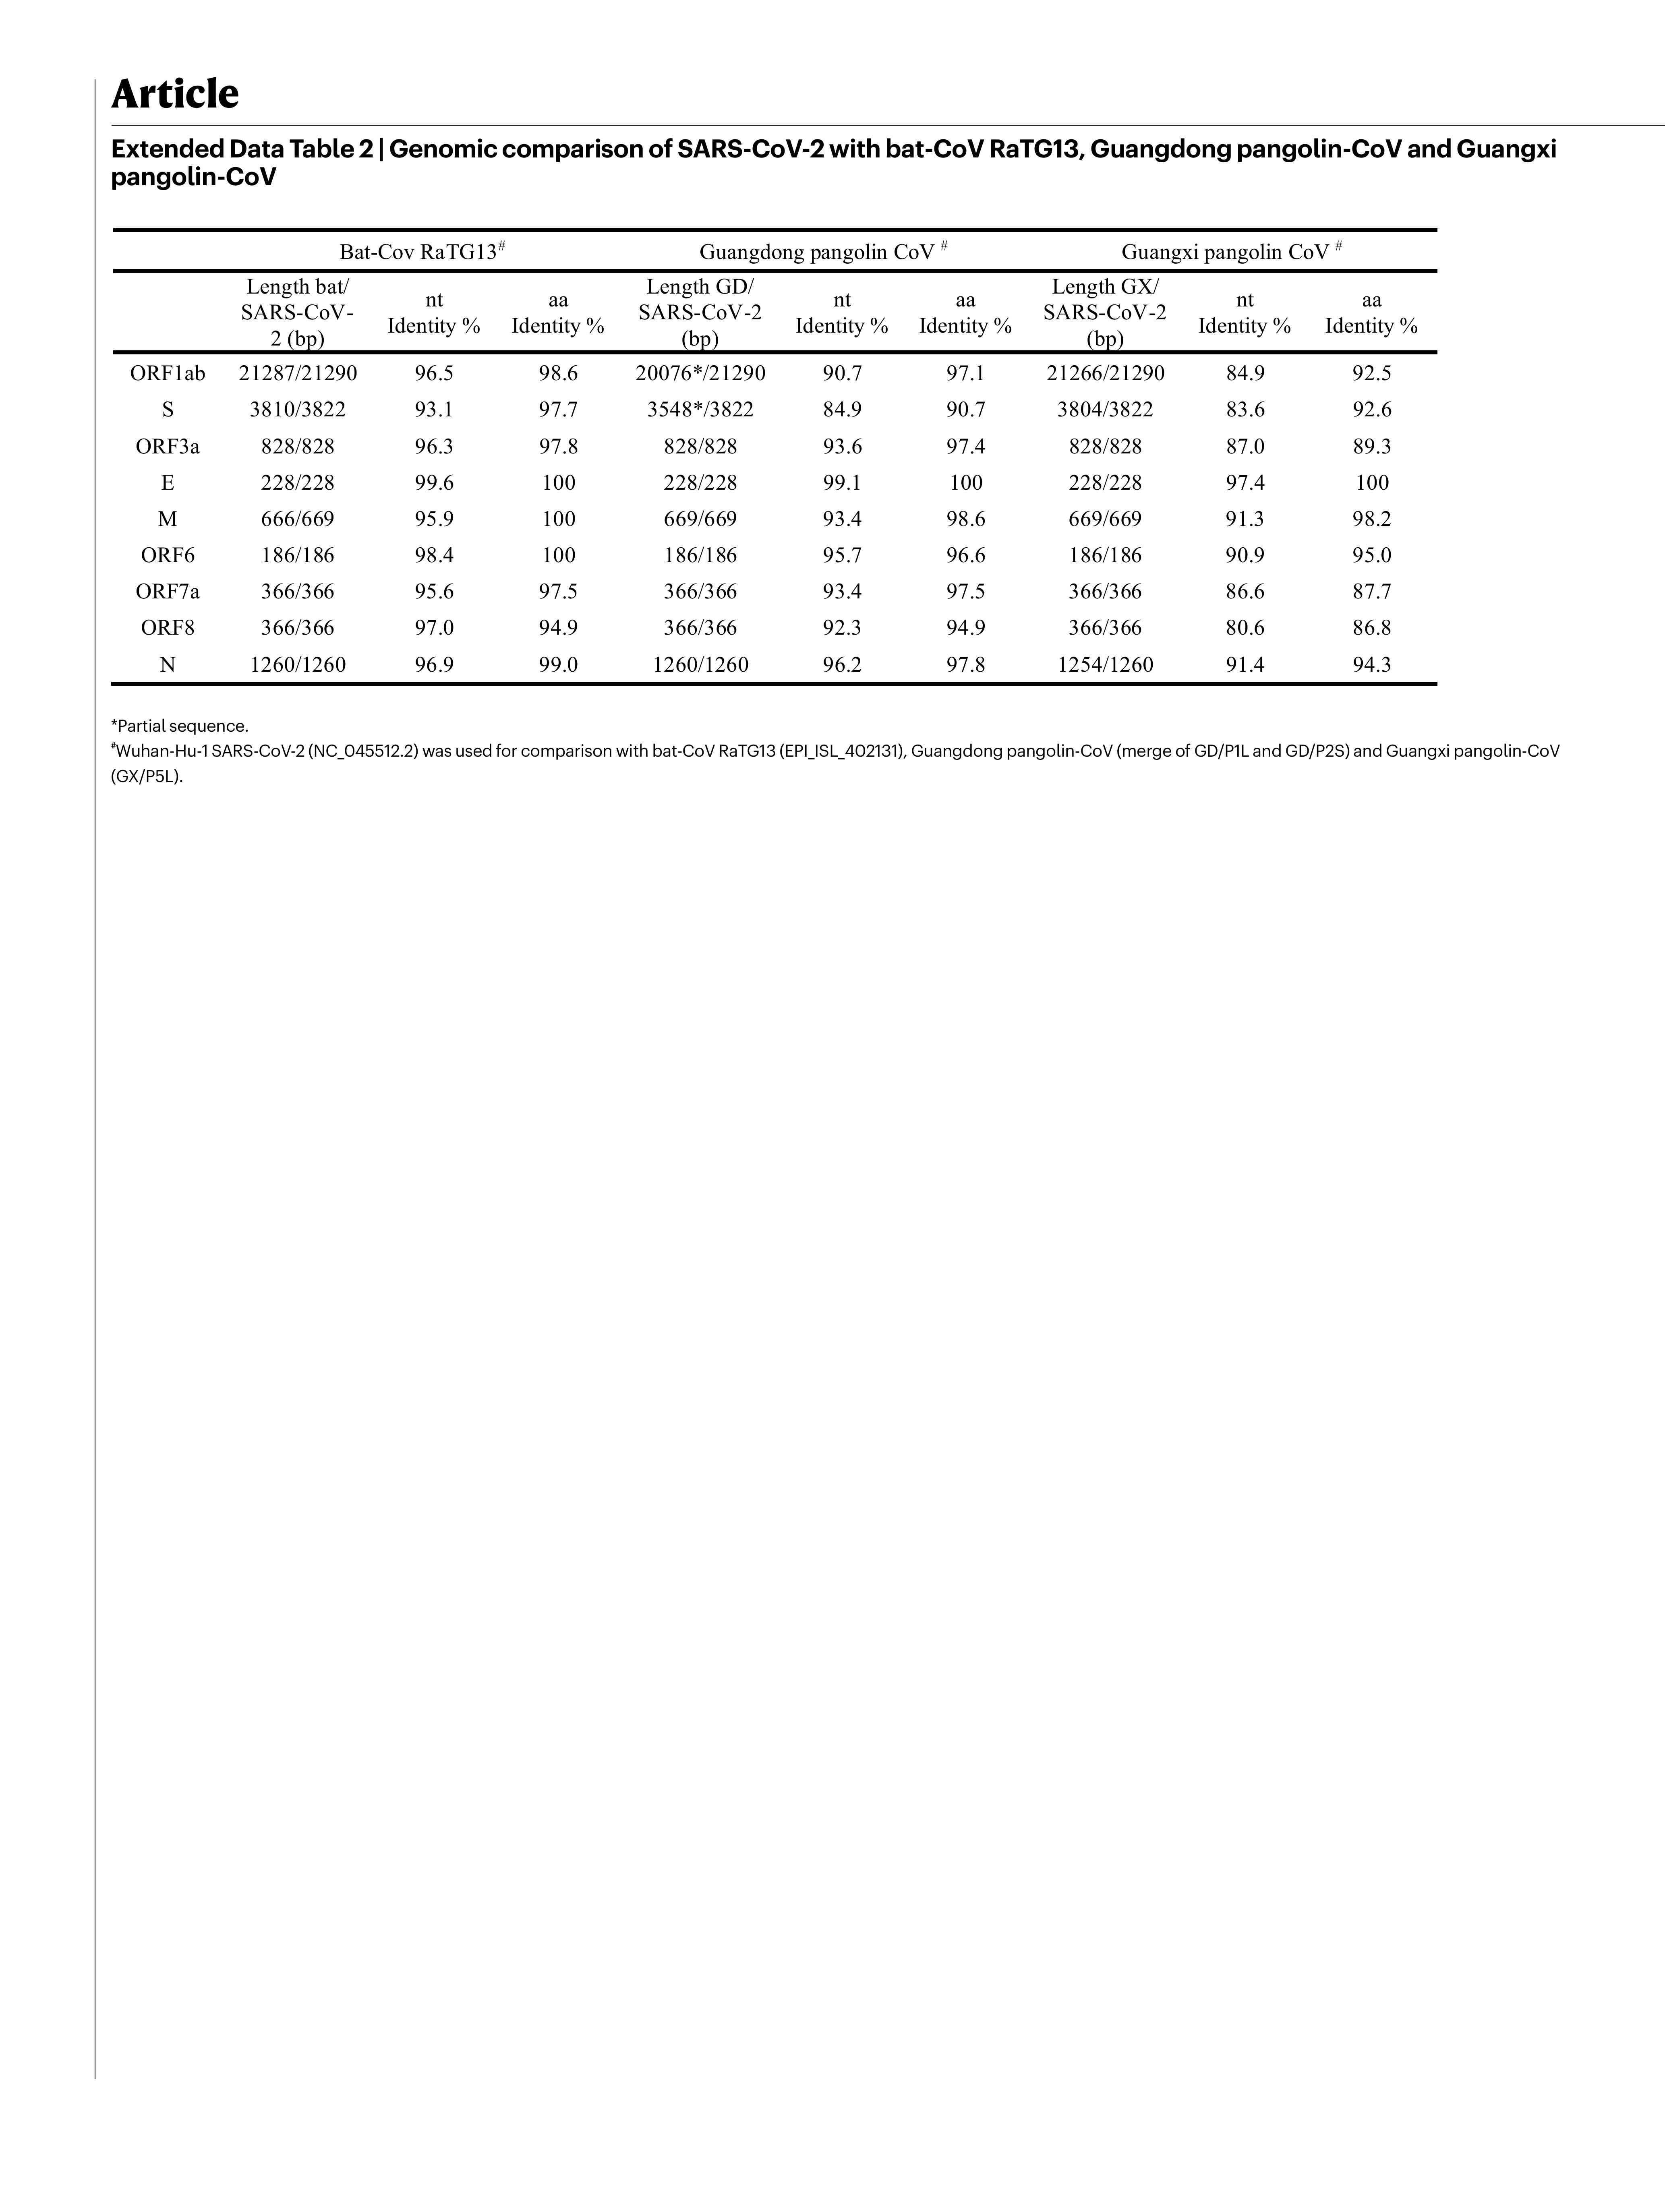 Article
Extended Data Table 2 | Genomic comparison of SARS-CoV-2 with bat-CoV RaTG13, Guangdong pangolin-CoV and Guangxi
pangolin-CoV
Bat-Cov RaTG13# Guangdong pangolin CoV # Guangxi pangolin CoV #
Length bat/ SARS-CoV-2 (bp) nt Identity % aa Identity % Length GD/ SARS-CoV-2 (bp) nt Identity % aa Identity % Length GX/ SARS-CoV-2 (bp) nt Identity % aa Identity %
ORF1ab 21287/21290 96.5 98.6 20076*/21290 90.7 97.1 21266/21290 84.9 92.5
S 3810/3822 93.1 97.7 3548*/3822 84.9 90.7 3804/3822 83.6 92.6
ORF3a 828/828 96.3 97.8 828/828 93.6 97.4 828/828 87.0 89.3
E 228/228 99.6 100 228/228 99.1 100 228/228 97.4 100
M 666/669 95.9 100 669/669 93.4 98.6 669/669 91.3 98.2
ORF6 186/186 98.4 100 186/186 95.7 96.6 186/186 90.9 95.0
ORF7a 366/366 95.6 97.5 366/366 93.4 97.5 366/366 86.6 87.7
ORF8 366/366 97.0 94.9 366/366 92.3 94.9 366/366 80.6 86.8
N 1260/1260 96.9 99.0 1260/1260 96.2 97.8 1254/1260 91.4 94.3
*Partial sequence.
#Wuhan-Hu-1 SARS-CoV-2 (NC_045512.2) was used for comparison with bat-CoV RaTG13 (EPI_ISL_402131), Guangdong pangolin-CoV (merge of GD/P1L and GD/P2S) and Guangxi pangolin-CoV
(GX/P5L).